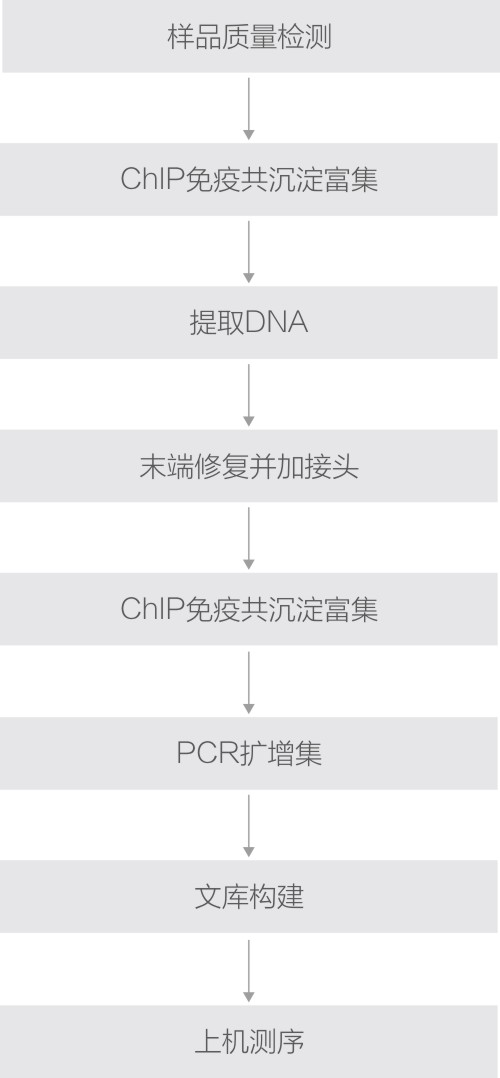 样品质量检测
ChIP免疫共沉淀富集
提取DNA
末端修复并加接头
ChIP免疫共沉淀富集
PCR扩增集
文库构建
上机测序